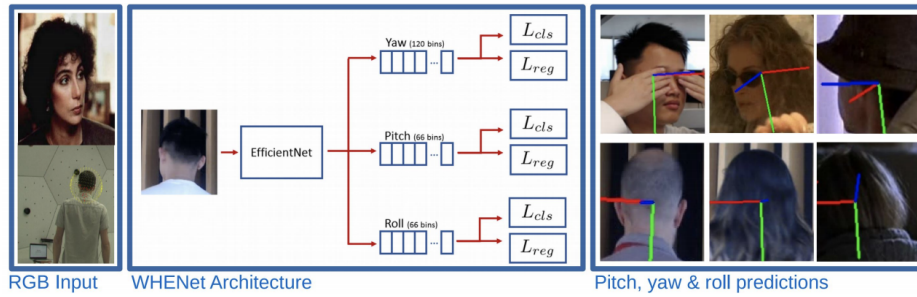 Yaw (120 bins)
...
L_cls
L_reg
EfficientNet
Pitch (66 bins)
...
L_cls
L_reg
Roll (66 bins)
...
L_cls
L_reg
RGB Input
WHENet Architecture
Pitch, yaw & roll predictions